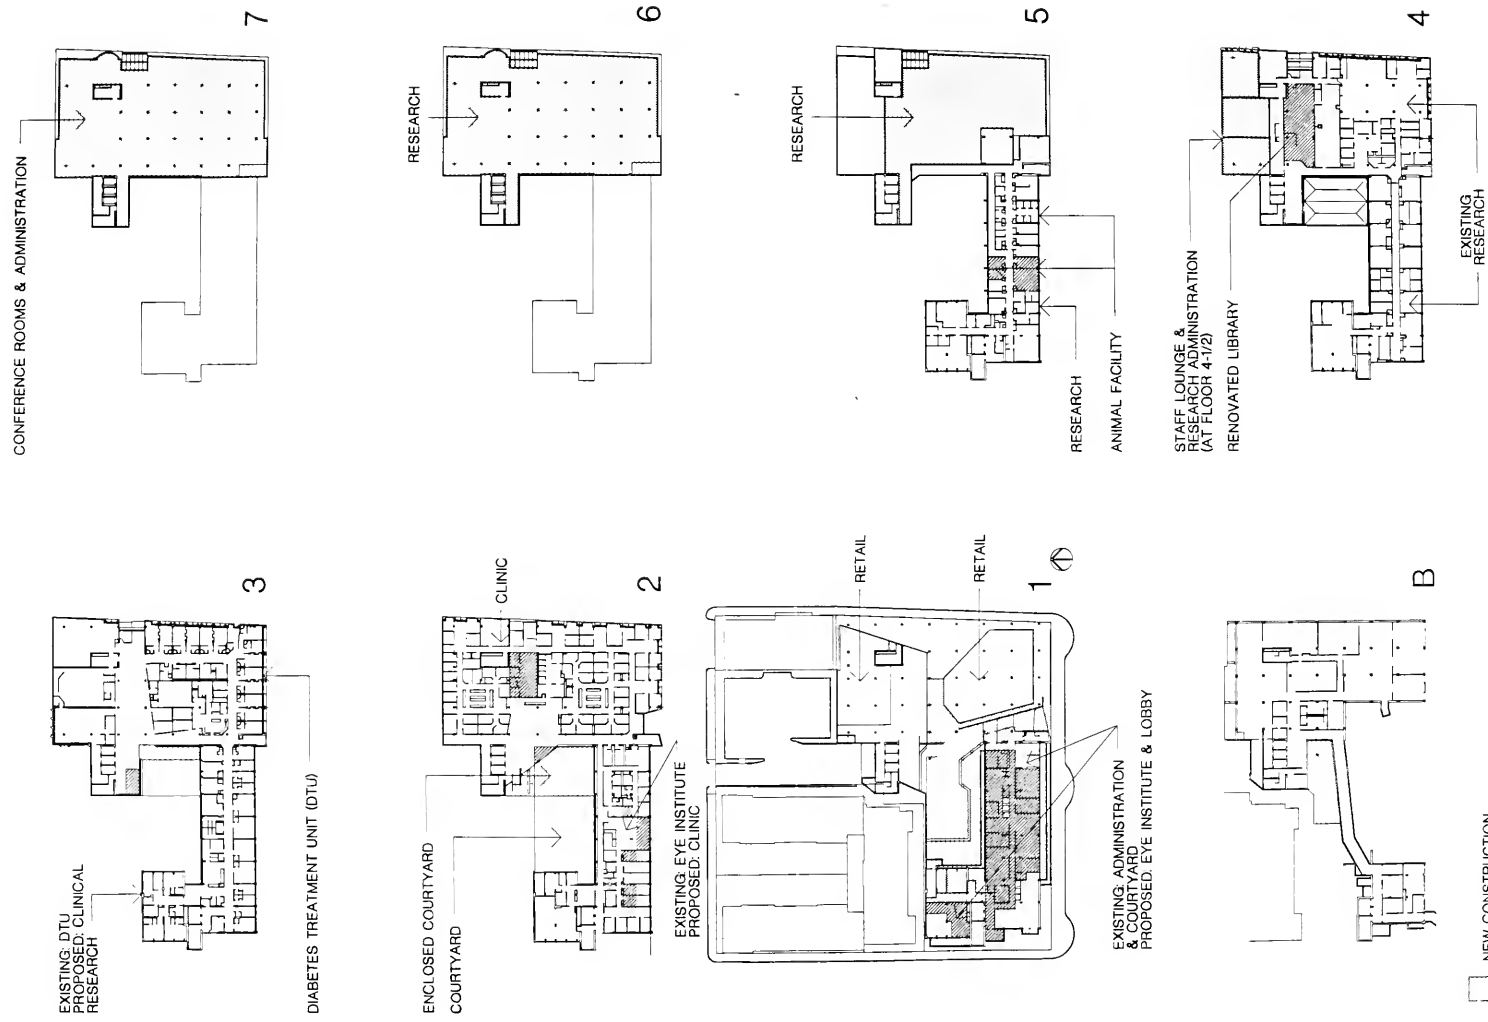 CONFERENCE ROOMS & ADMINISTRATION
7
RESEARCH
6
RESEARCH
RESEARCH
ANIMAL FACILITY
5
STAFF LOUNGE &
RESEARCH ADMINISTRATION
(AT FLOOR 4-1/2)
RENOVATED LIBRARY
EXISTING
RESEARCH
4
EXISTING: DTU
PROPOSED: CLINICAL
RESEARCH
DIABETES TREATMENT UNIT (DTU)
3
ENCLOSED COURTYARD
COURTYARD
CLINIC
EXISTING: EYE INSTITUTE
PROPOSED: CLINIC
2
RETAIL
RETAIL
1
EXISTING: ADMINISTRATION
& COURTYARD
PROPOSED: EYE INSTITUTE & LOBBY
B
NEW CONSTRUCTION